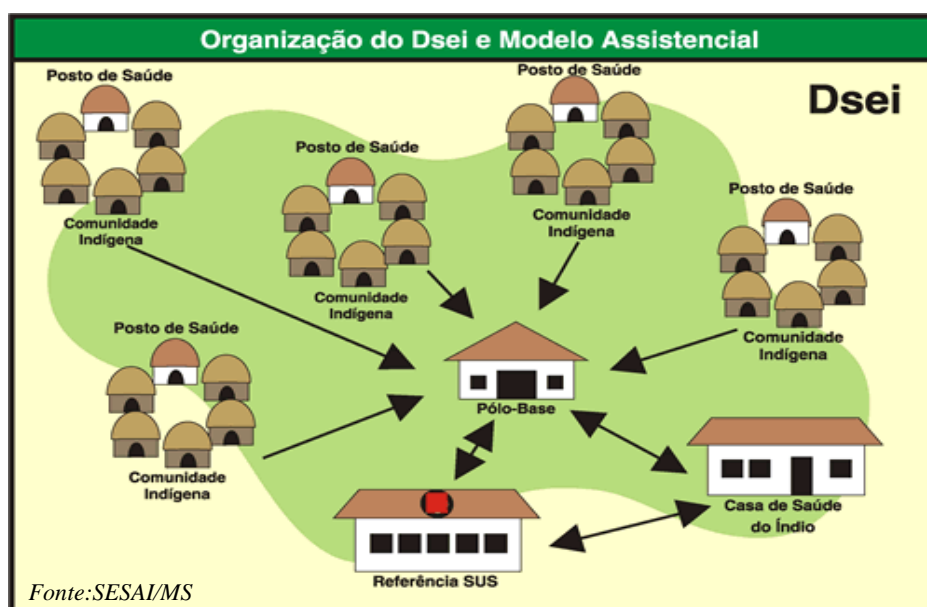 Organização do Dsei e Modelo Assistencial
Dsei
Posto de Saúde
Comunidade
Indígena
Posto de Saúde
Comunidade
Indígena
Posto de Saúde
Comunidade
Indígena
Posto de Saúde
Comunidade
Indígena
Posto de Saúde
Comunidade
Indígena
Pólo-Base
Casa de Saúde
do Índio
Referência SUS
Fonte:SESAI/MS